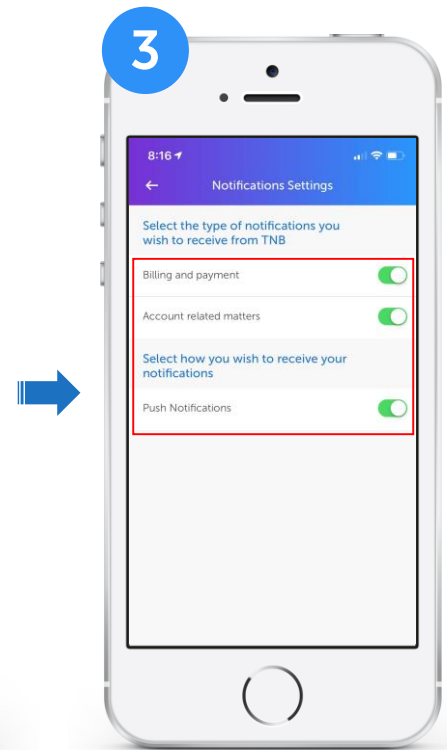 3
8:16
Notifications Settings
Select the type of notifications you
wish to receive from TNB
Billing and payment
Account related matters
Select how you wish to receive your
notifications
Push Notifications